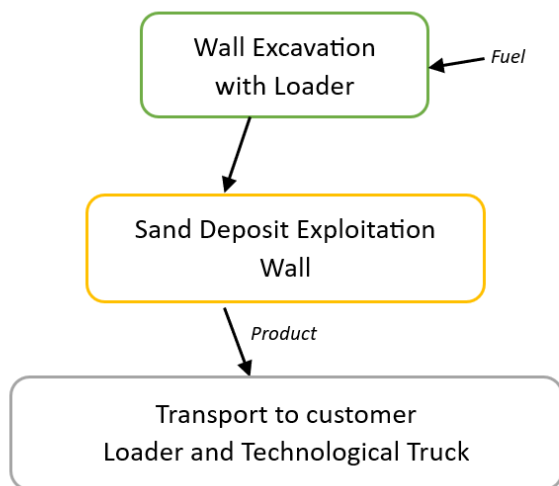 Wall Excavation
with Loader
Fuel
Sand Deposit Exploitation
Wall
Product
Transport to customer
Loader and Technological Truck